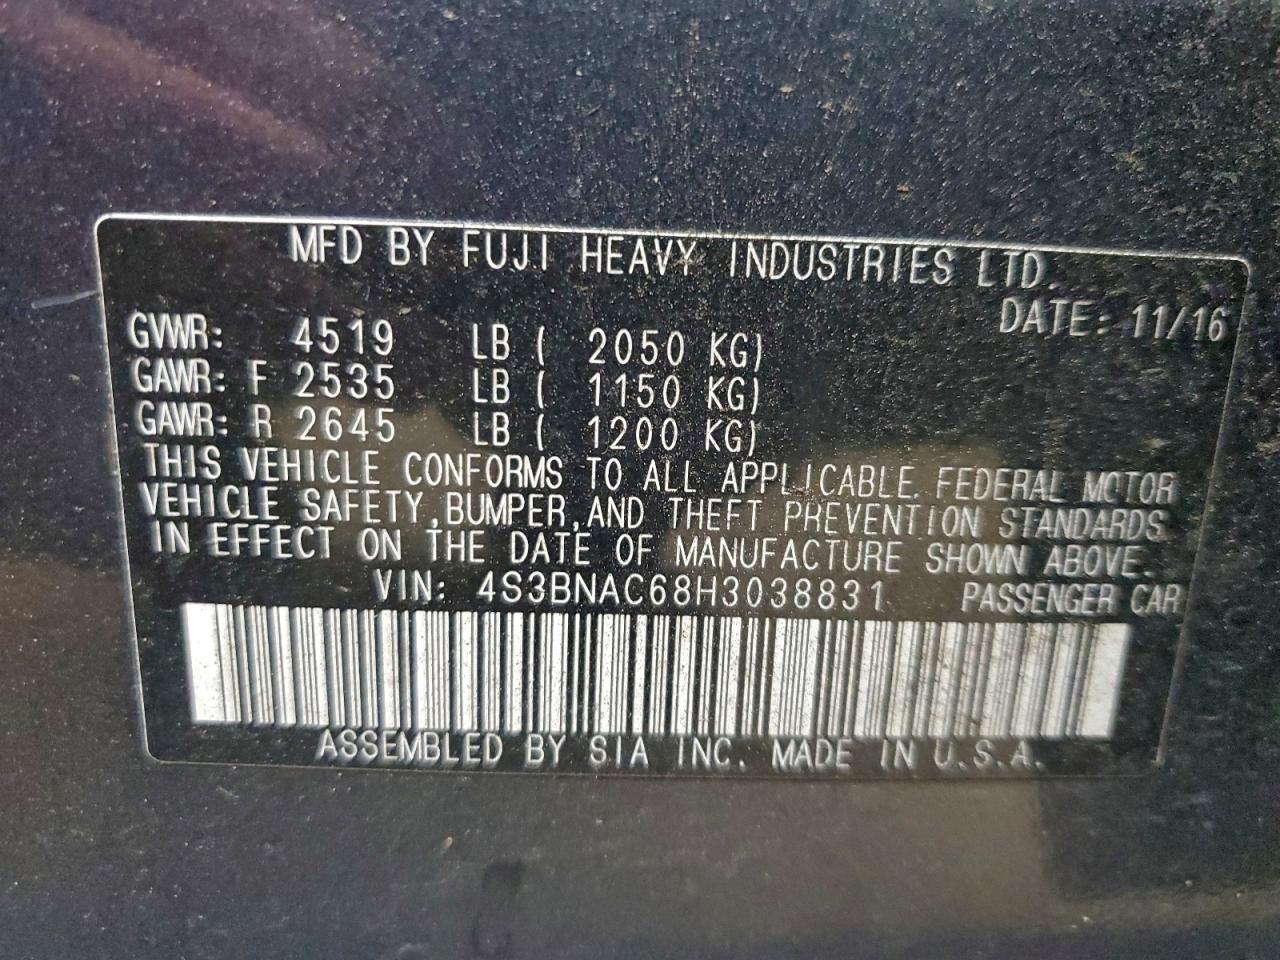 MFD BY FUJI HEAVY INDUSTRIES LTD.
DATE: 11/16
GVWR: 4519 LB ( 2050 KG)
GAWR: F 2535 LB ( 1150 KG)
GAWR: R 2645 LB ( 1200 KG)
THIS VEHICLE CONFORMS TO ALL APPLICABLE FEDERAL MOTOR
VEHICLE SAFETY, BUMPER, AND THEFT PREVENTION STANDARDS
IN EFFECT ON THE DATE OF MANUFACTURE SHOWN ABOVE.
VIN: 4S3BNAC68H3038831 PASSENGER CAR
ASSEMBLED BY SIA INC. MADE IN U.S.A.